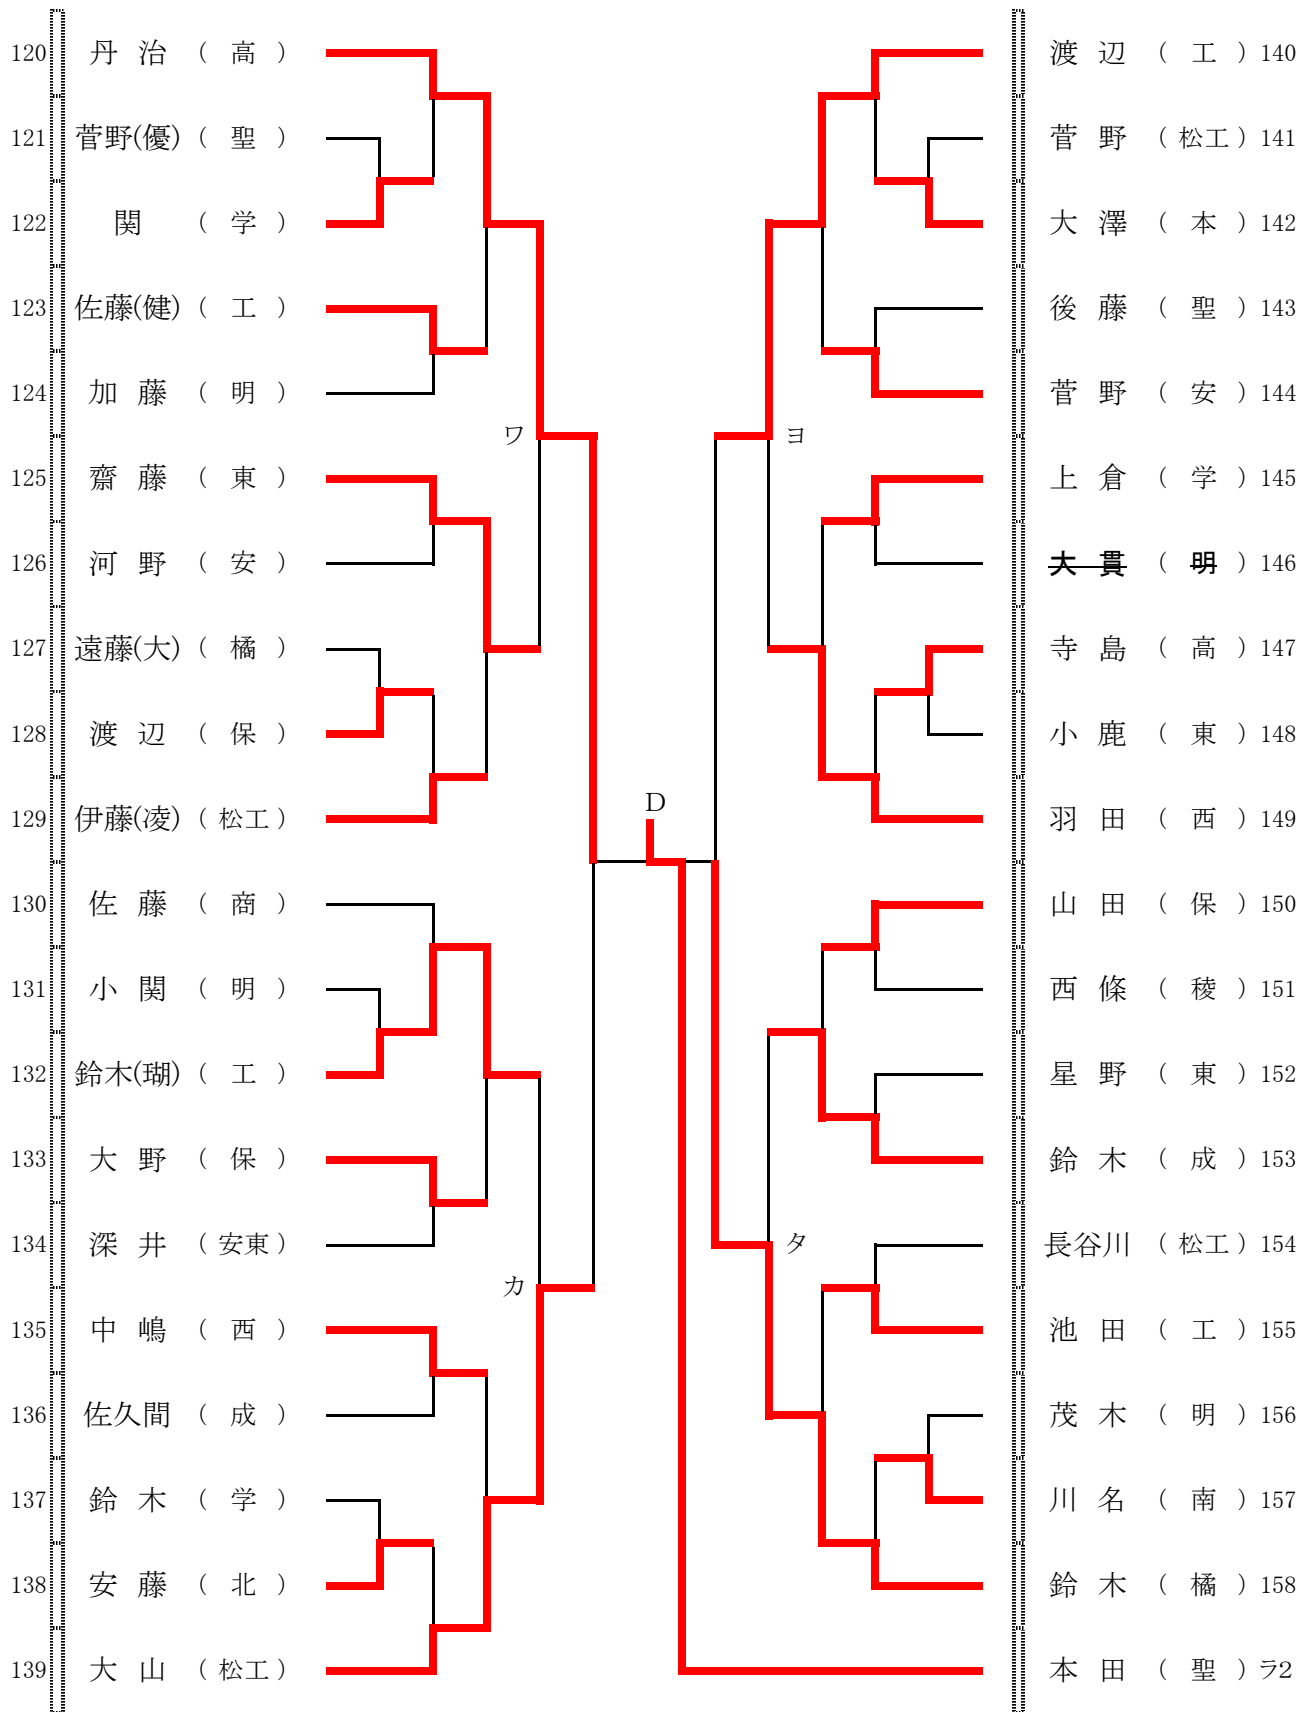 120 丹治 （ 高 ）
121 菅野(優) （ 聖 ）
122 関 （ 学 ）
123 佐藤(健) （ 工 ）
124 加藤 （ 明 ）
ワ
125 齋藤 （ 東 ）
126 河野 （ 安 ）
127 遠藤(大) （ 橘 ）
128 渡辺 （ 保 ）
129 伊藤(凌) （ 松工 ）
130 佐藤 （ 商 ）
131 小関 （ 明 ）
132 鈴木(瑚) （ 工 ）
133 大野 （ 保 ）
134 深井 （ 安東 ）
カ
135 中嶋 （ 西 ）
136 佐久間 （ 成 ）
137 鈴木 （ 学 ）
138 安藤 （ 北 ）
139 大山 （ 松工 ）
D
渡辺 （ 工 ） 140
菅野 （ 松工 ） 141
大澤 （ 本 ） 142
後藤 （ 聖 ） 143
菅野 （ 安 ） 144
ヨ
上倉 （ 学 ） 145
大貫 （ 明 ） 146
寺島 （ 高 ） 147
小鹿 （ 東 ） 148
羽田 （ 西 ） 149
山田 （ 保 ） 150
西條 （ 稜 ） 151
星野 （ 東 ） 152
鈴木 （ 成 ） 153
タ
長谷川 （ 松工 ） 154
池田 （ 工 ） 155
茂木 （ 明 ） 156
川名 （ 南 ） 157
鈴木 （ 橘 ） 158
本田 （ 聖 ） ラ2